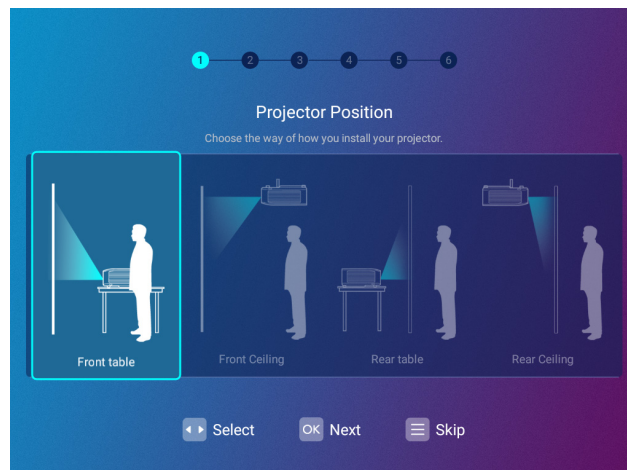 1 2 3 4 5 6
Projector Position
Choose the way of how you install your projector.
Front table Front Ceiling Rear table Rear Ceiling
Select OK Next Skip